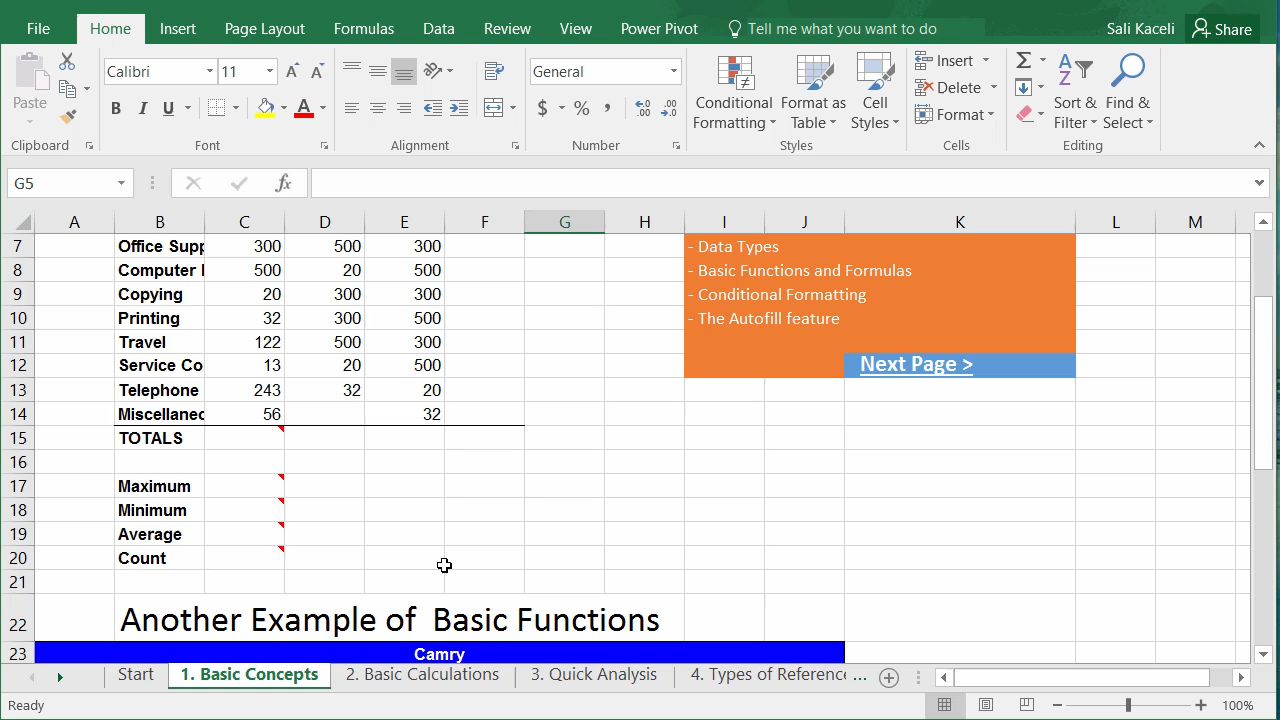 File Home Insert Page Layout Formulas Data Review View Power Pivot Tell me what you want to do Sali Kaceli Share
Calibri 11 General Insert
Paste Conditional Format as Cell Delete Sort & Find &
B I U A $ % , Formatting Table Styles Format Filter Select
Clipboard Font Alignment Number Styles Cells Editing
G5 fx
A B C D E F G H I J K L M
7 Office Supp 300 500 300 - Data Types
8 Computer 500 20 500 - Basic Functions and Formulas
9 Copying 20 300 300 - Conditional Formatting
10 Printing 32 300 500 - The Autofill feature
11 Travel 122 500 300
12 Service Co 13 20 500 Next Page >
13 Telephone 243 32 20
14 Miscellanec 56 32
15 TOTALS
16
17 Maximum
18 Minimum
19 Average
20 Count
21
22 Another Example of Basic Functions
23 Camry
Start 1. Basic Concepts 2. Basic Calculations 3. Quick Analysis 4. Types of Reference ...
Ready 100%